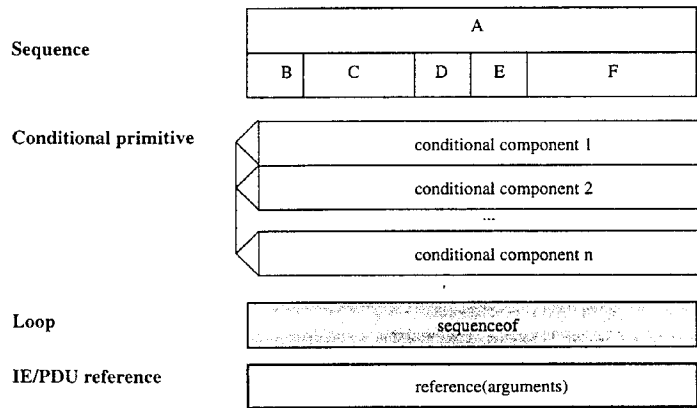 A
Sequence
B C D E F
Conditional primitive
conditional component 1
conditional component 2
...
conditional component n
Loop
sequenceof
IE/PDU reference
reference(arguments)